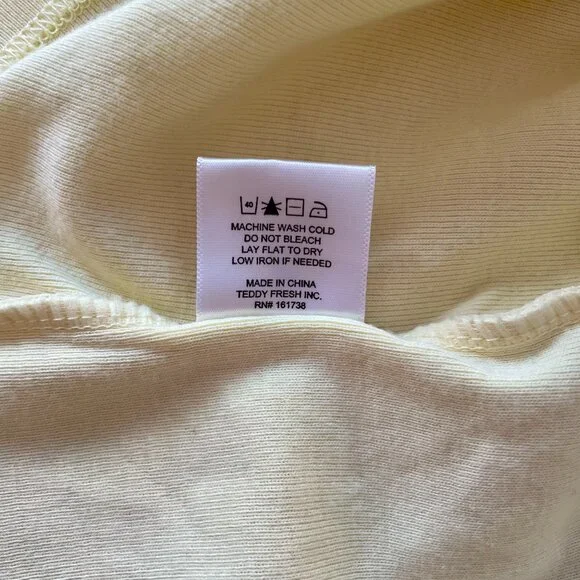 40
MACHINE WASH COLD
DO NOT BLEACH
LAY FLAT TO DRY
LOW IRON IF NEEDED
MADE IN CHINA
TEDDY FRESH INC.
RN# 161738